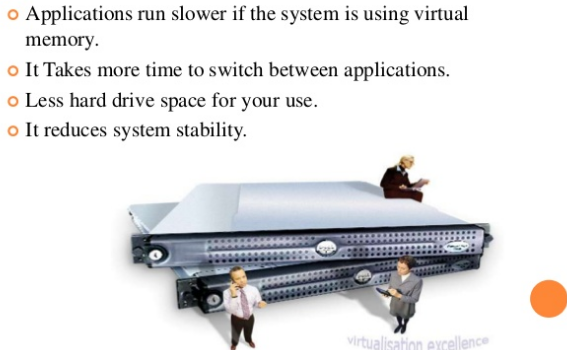 Applications run slower if the system is using virtual
memory.
It Takes more time to switch between applications.
Less hard drive space for your use.
It reduces system stability.
virtualisation excellence